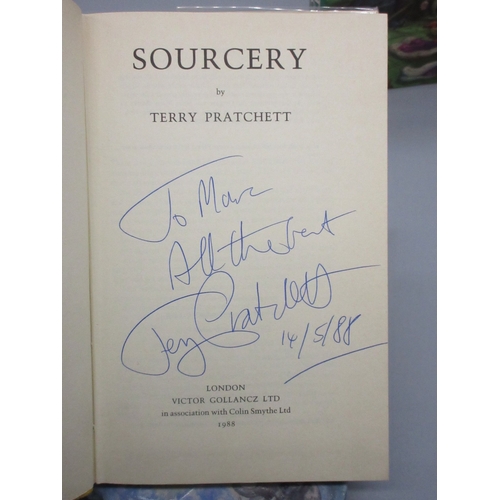 SOURCERY
by
TERRY PRATCHETT
To Marc
All the best
Terry Pratchett
14/5/88
LONDON
VICTOR GOLLANCZ LTD
in association with Colin Smythe Ltd
1988